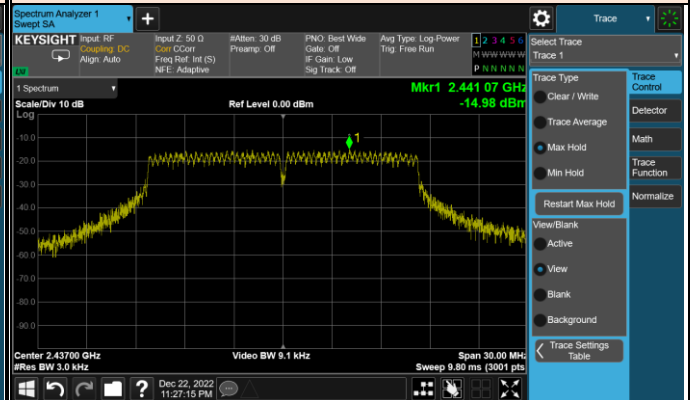 Spectrum Analyzer 1
Swept SA
Trace
KEYSIGHT
Input: RF
Coupling: DC
Align: Auto
Input Z: 50 Ω
Corr CCorr
Freq Ref: Int (S)
NFE: Adaptive
#Atten: 30 dB
Preamp: Off
PNO: Best Wide
Gate: Off
IF Gain: Low
Sig Track: Off
Avg Type: Log-Power
Trig: Free Run
1 2 3 4 5 6
M W W W W W
P N N N N N
LXI
1 Spectrum
Scale/Div 10 dB
Log
Ref Level 0.00 dBm
Mkr1 2.441 07 GHz
-14.98 dBm
1
-10.0
-20.0
-30.0
-40.0
-50.0
-60.0
-70.0
-80.0
-90.0
Center 2.43700 GHz
#Res BW 3.0 kHz
Video BW 9.1 kHz
Span 30.00 MHz
Sweep 9.80 ms (3001 pts)
?
Dec 22, 2022
11:27:15 PM
Select Trace
Trace 1
Trace Type
Clear / Write
Trace Average
Max Hold
Min Hold
Restart Max Hold
View/Blank
Active
View
Blank
Background
Trace Settings
Table
Trace
Control
Detector
Math
Trace
Function
Normalize